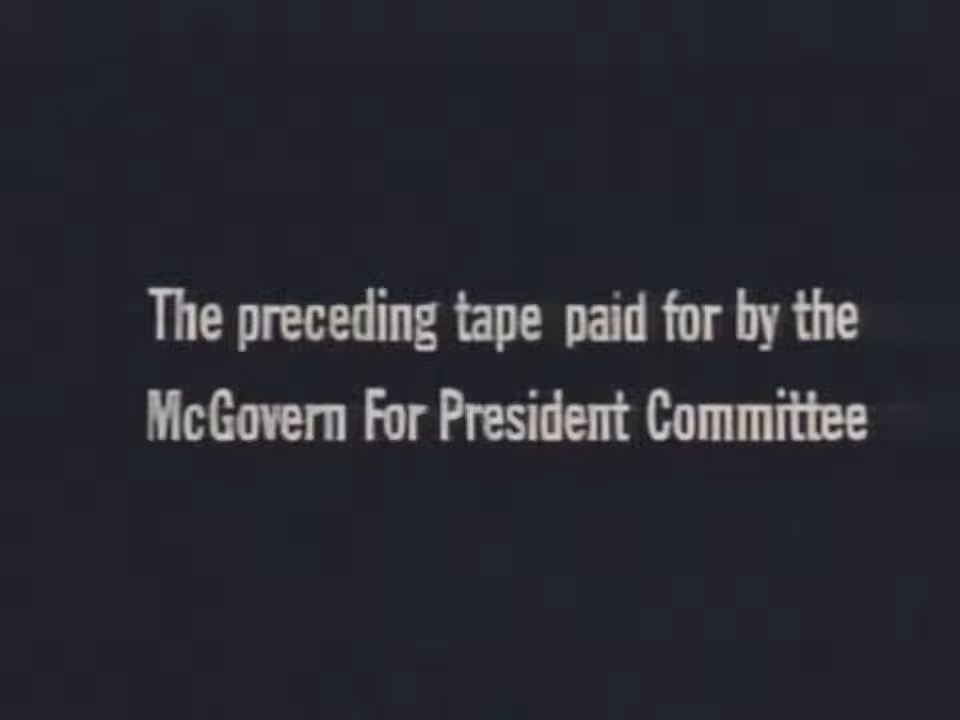 The preceding tape paid for by the
McGovern For President Committee